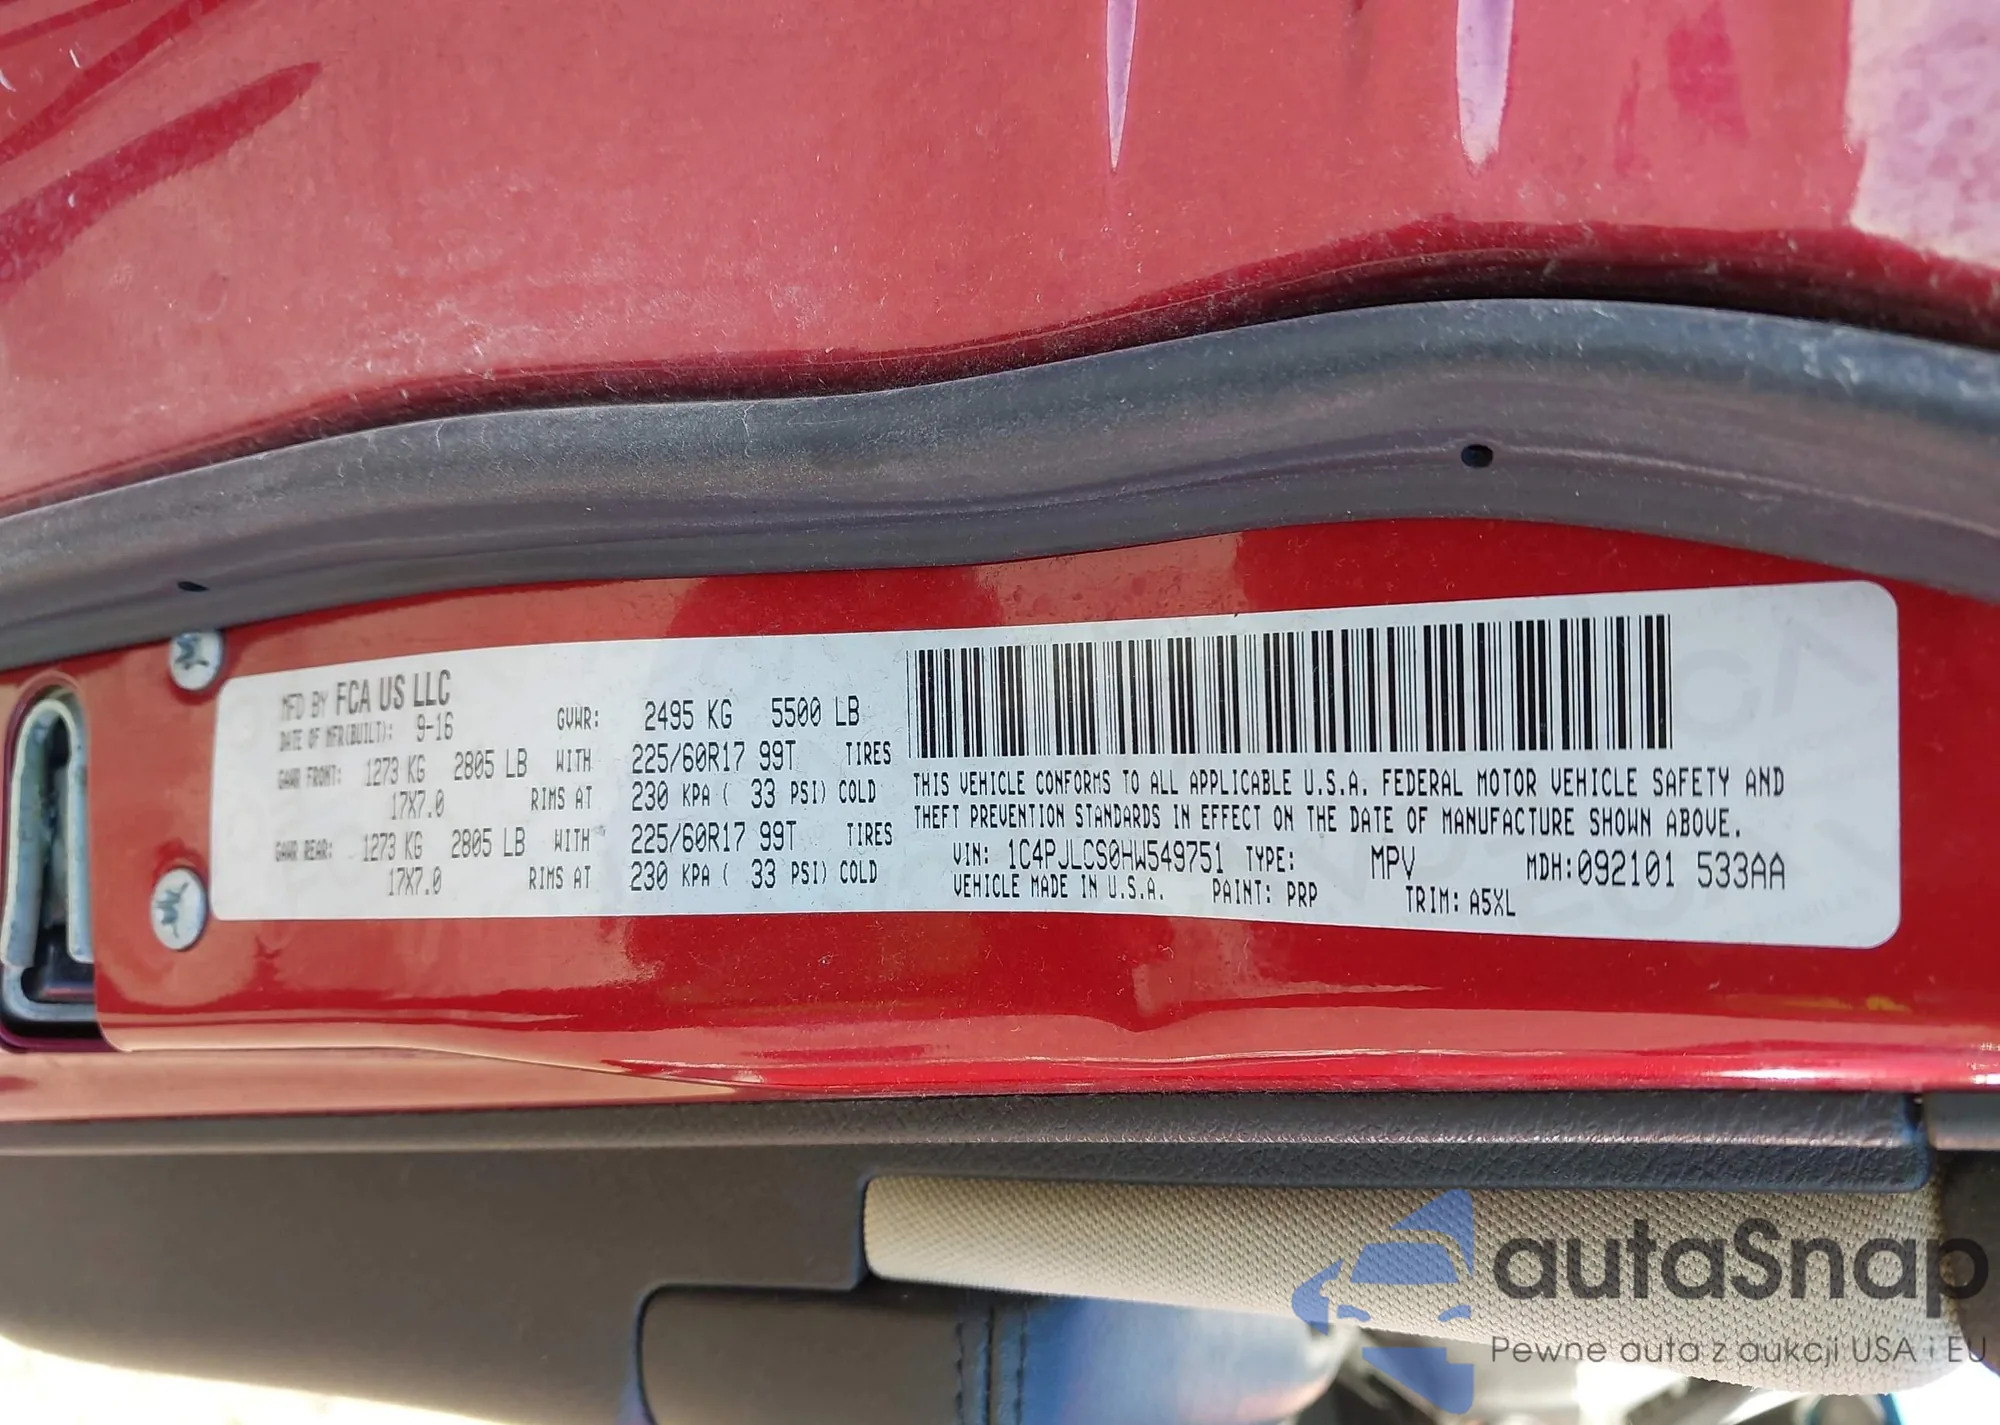 MFD BY FCA US LLC
DATE OF MFR(BUILT): 9-16 GVWR: 2495 KG 5500 LB
GAWR FRONT: 1273 KG 2805 LB WITH 225/60R17 99T TIRES
17X7.0 RIMS AT 230 KPA ( 33 PSI) COLD
GAWR REAR: 1273 KG 2805 LB WITH 225/60R17 99T TIRES
17X7.0 RIMS AT 230 KPA ( 33 PSI) COLD
THIS VEHICLE CONFORMS TO ALL APPLICABLE U.S.A. FEDERAL MOTOR VEHICLE SAFETY AND
THEFT PREVENTION STANDARDS IN EFFECT ON THE DATE OF MANUFACTURE SHOWN ABOVE.
VIN: 1C4PJLCS0HW549751 TYPE: MPV MDH:092101 533AA
VEHICLE MADE IN U.S.A. PAINT: PRP TRIM: A5XL
autaSnap
Pewne auta z aukcji USA i EU